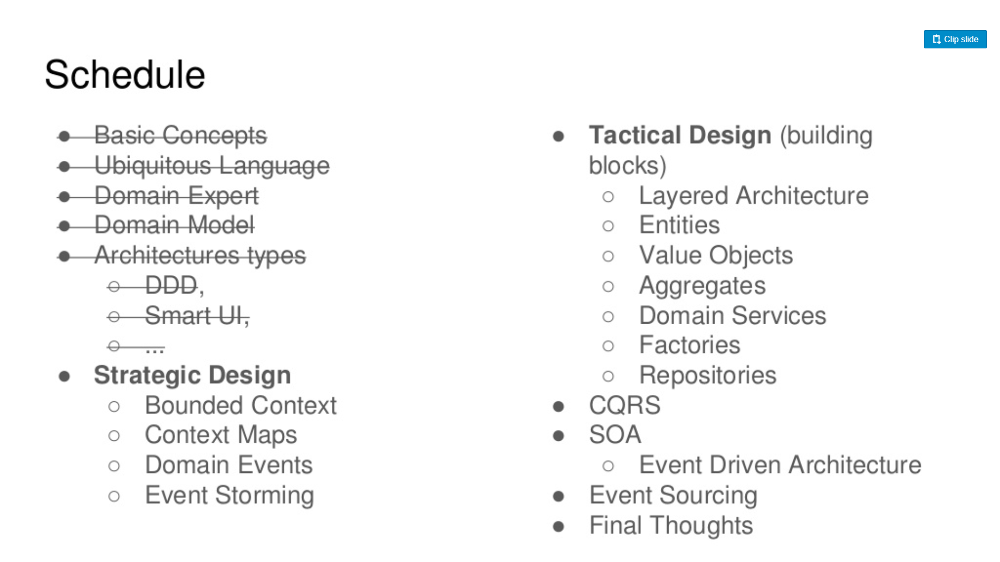 Clip slide
Schedule
Basic Concepts
Ubiquitous Language
Domain Expert
Domain Model
Architectures types
DDD,
Smart UI,
...
Strategic Design
Bounded Context
Context Maps
Domain Events
Event Storming
Tactical Design (building
blocks)
Layered Architecture
Entities
Value Objects
Aggregates
Domain Services
Factories
Repositories
CQRS
SOA
Event Driven Architecture
Event Sourcing
Final Thoughts